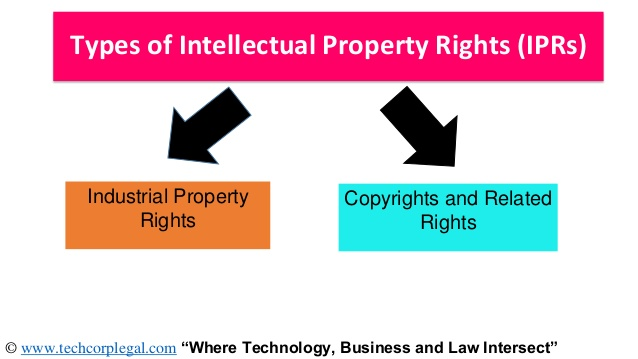 Types of Intellectual Property Rights (IPRs)
Industrial Property
Rights
Copyrights and Related
Rights
© www.techcorplegal.com “Where Technology, Business and Law Intersect”